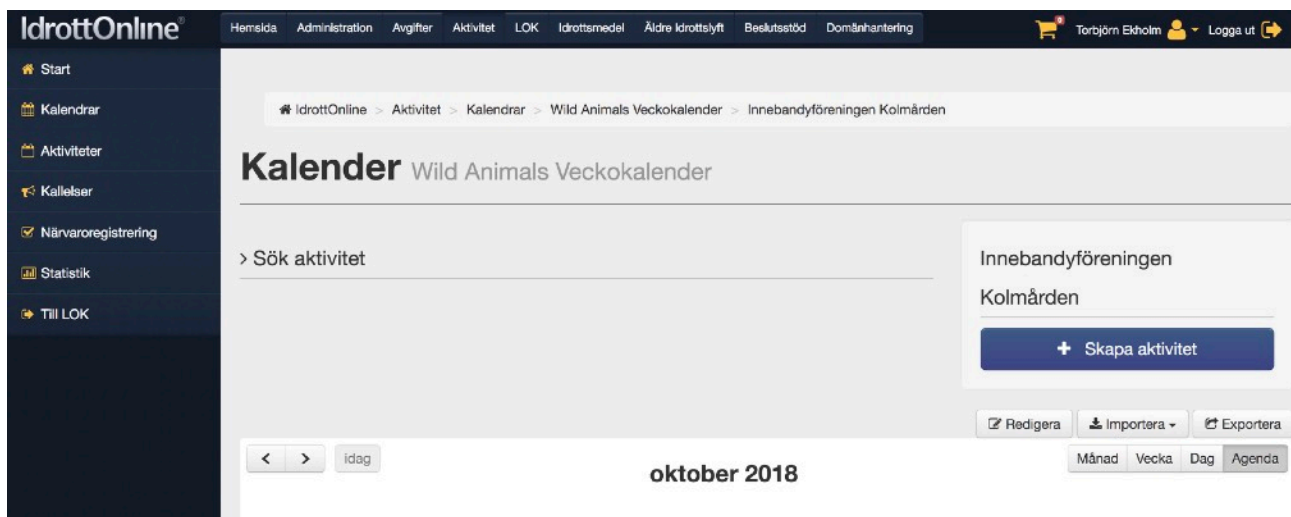 IdrottOnline®
Hemsida Administration Avgifter Aktivitet LOK Idrottsmedel Äldre Idrottslyft Beslutsstöd Domänhantering
0 Torbjörn Ekholm Logga ut
Start
Kalendrar
Aktiviteter
Kallelser
Närvaroregistrering
Statistik
Till LOK
IdrottOnline > Aktivitet > Kalendrar > Wild Animals Veckokalender > Innebandyföreningen Kolmården
Kalender Wild Animals Veckokalender
> Sök aktivitet
Innebandyföreningen
Kolmården
+ Skapa aktivitet
Redigera Importera Exportera
< > idag
oktober 2018
Månad Vecka Dag Agenda